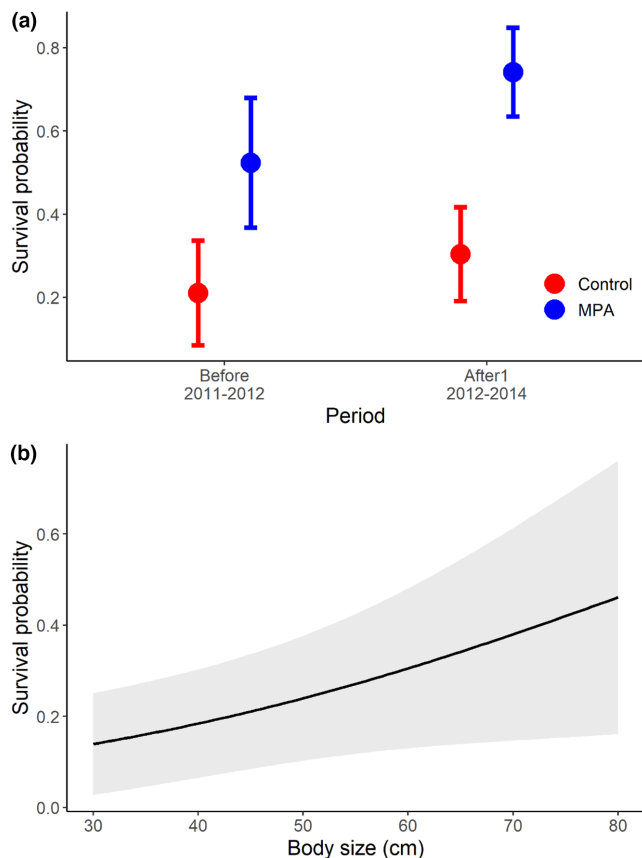 (a)
Survival probability
0.8
0.6
0.4
0.2
Control
MPA
Before After1
2011-2012 2012-2014
Period
(b)
Survival probability
0.6
0.4
0.2
0.0
30 40 50 60 70 80
Body size (cm)